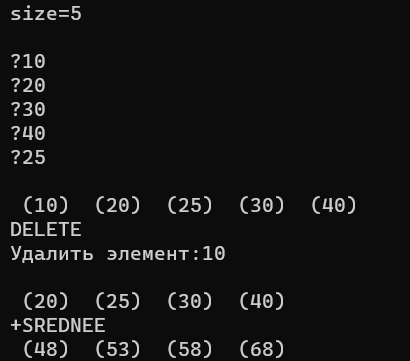 size=5
?10
?20
?30
?40
?25
(10) (20) (25) (30) (40)
DELETE
Удалить элемент:10
(20) (25) (30) (40)
+SREDNEE
(48) (53) (58) (68)